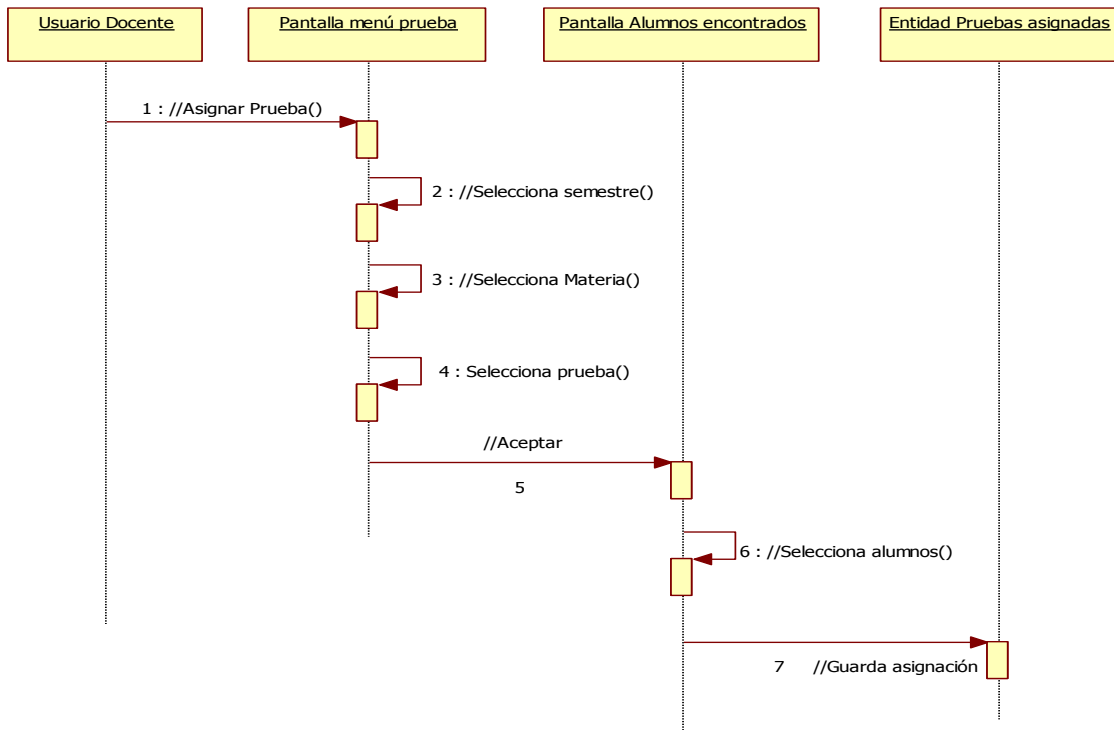 Usuario Docente
Pantalla menú prueba
Pantalla Alumnos encontrados
Entidad Pruebas asignadas
1 : //Asignar Prueba()
2 : //Selecciona semestre()
3 : //Selecciona Materia()
4 : Selecciona prueba()
//Aceptar
5
6 : //Selecciona alumnos()
7 //Guarda asignación